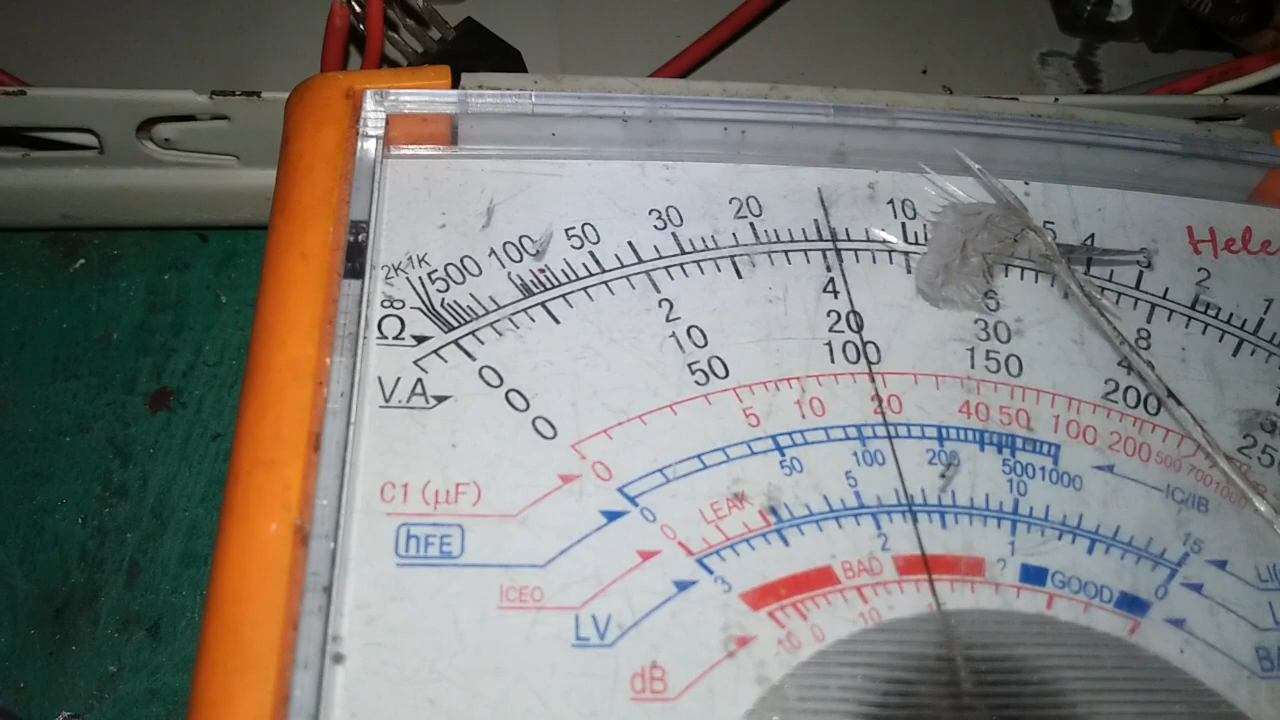 2K 1K 500 100 50 30 20 10 5 4 3 2 1
Hele
∞
Ω
V.A
0 2 4 6 8
0 10 20 30
0 50 100 150 200 250
C1 (μF)
0 5 10 20 40 50 100 200 500 700 1000
hFE
0 50 100 200 500 1000
IC/IB
ICEO
0 LEAK 5 10 15
LV
3 2 1 0
BAD ? GOOD
dB
-10 0 10